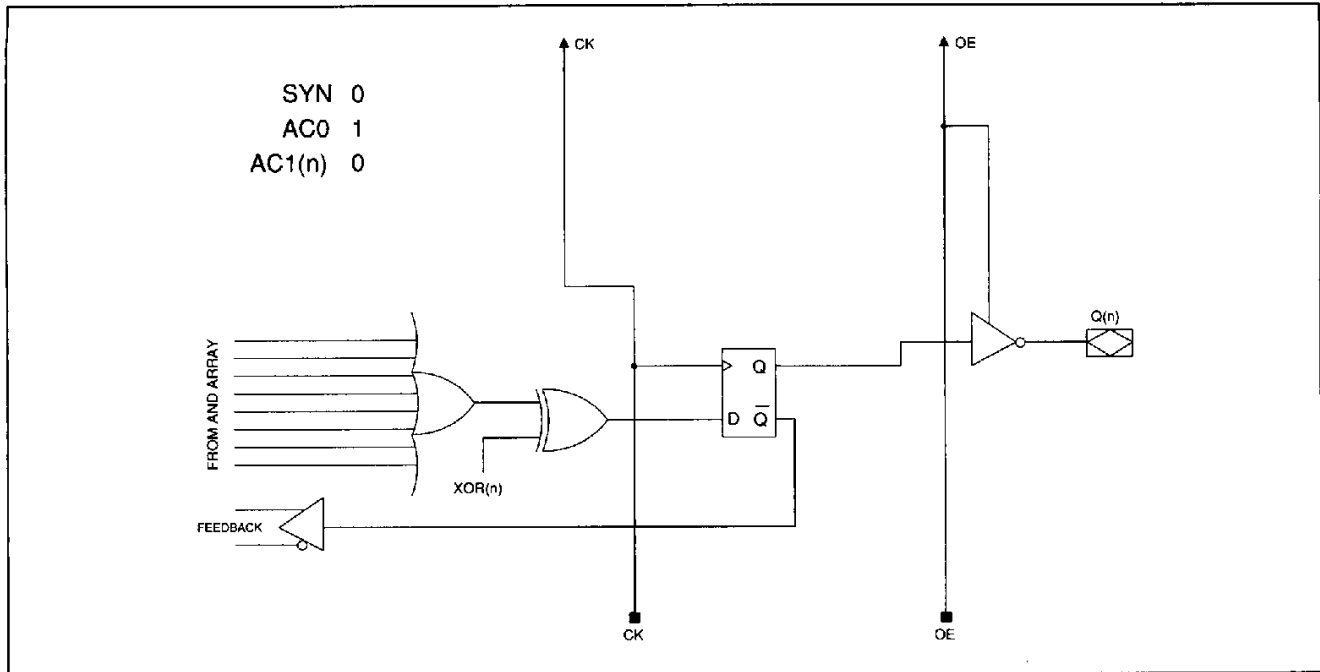 CK
OE
SYN 0
AC0 1
AC1(n) 0
Q(n)
FROM AND ARRAY
Q
D Q̅
XOR(n)
FEEDBACK
CK
OE